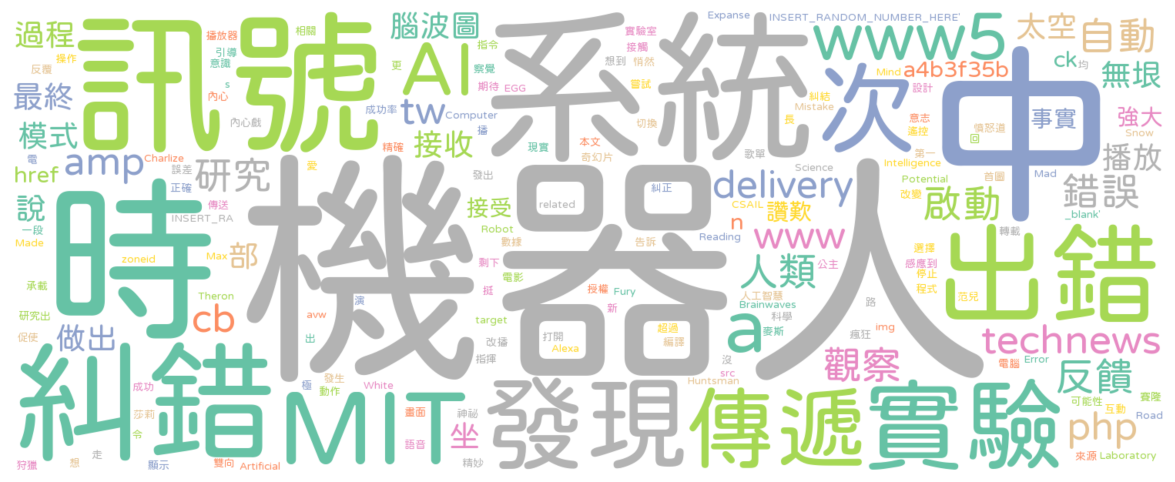 過程
播放器
相關
腦波圖
指令
實驗室
Expanse
INSERT_RANDOM_NUMBER_HERE'
太空
自動
訊號
系統
www5
操作
反覆
引導
意識
AI
更
察覺
接觸
想到
悄然
s
內心
期待
EGG
嘗試
Mind
a4b3f35b
設計
ck
均
無垠
最終
內心戲
成功率
Computer
tw
播
切換
糾結
Mistake
長
次
意志
遙控
憤怒道
回
中
事實
強大
Snow
模式
電
amp
Charlize
精確
接收
現實
本文
奇幻片
歌單
Science
第一
Intelligence
首圖
Mad
播放
href
研究
誤差
愛
發出
糾正
CSAIL
delivery
Potential
改變
錯誤
正確
傳送
INSERT_RA
機器人
接受
related
讚歎
n
啟動
_blank'
說
一段
Made
時
Robot
數據
告訴
Reading
www
轉載
zoneid
Max
部
剩下
電影
人類
公主
選擇
感應到
停止
程式
出錯
承載
Theron
授權
Fury
新
人工智慧
Brainwaves
范兒
研究出
cb
avw
演
挺
target
打開
超過
a
科學
麥斯
路
img
促使
做出
出
改播
Alexa
編譯
瘋狂
technews
糾錯
指揮
沒
src
觀察
電腦
Error
反饋
成功
極
發生
動作
White
Huntsman
可能性
賽隆
莎莉
令
MIT
畫面
神祕
發現
傳遞
實驗
互動
Road
php
坐
語音
走
狩獵
想
顯示
雙向
Artificial
精妙
來源
Laboratory